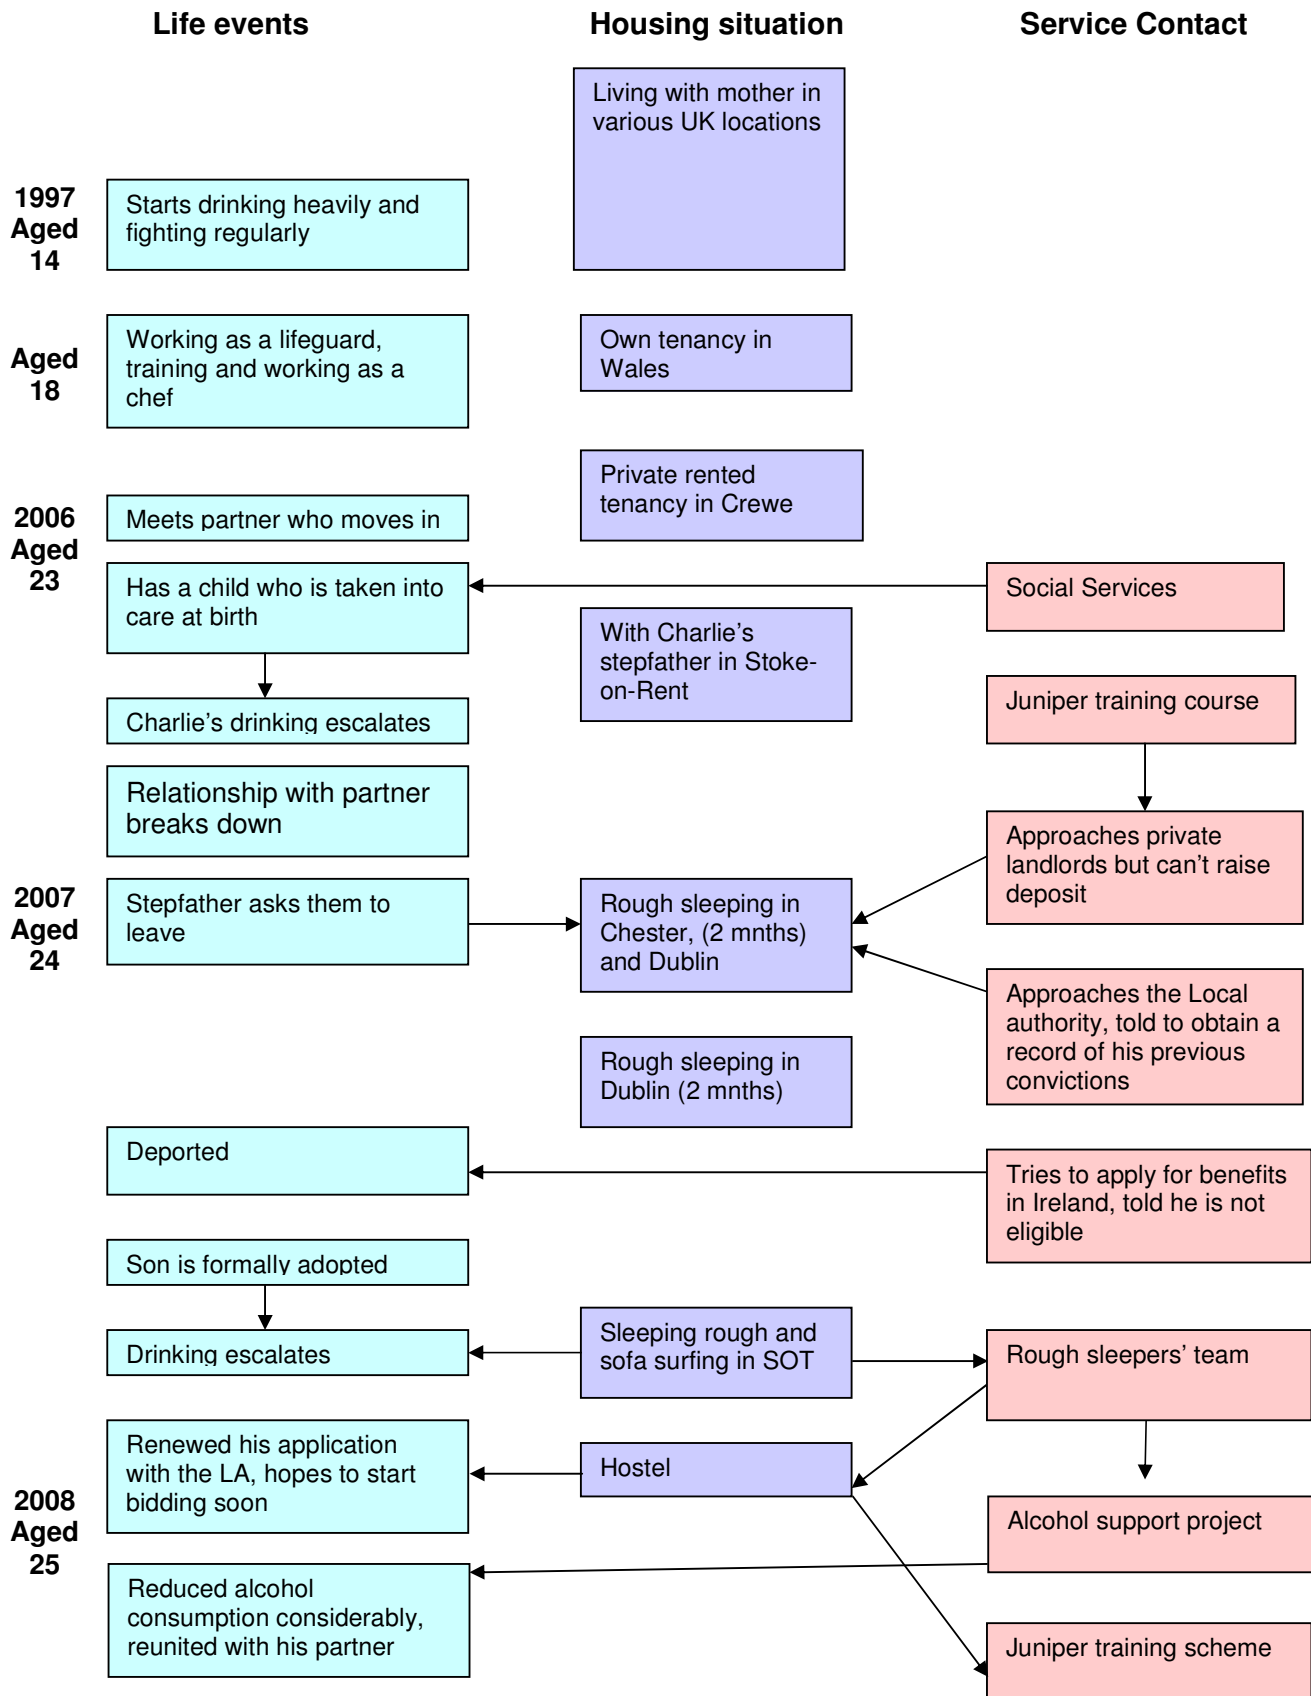 Life events
Housing situation
Service Contact
Living with mother in
various UK locations
1997
Aged
14
Starts drinking heavily and
fighting regularly
Aged
18
Working as a lifeguard,
training and working as a
chef
Own tenancy in
Wales
Private rented
tenancy in Crewe
2006
Aged
23
Meets partner who moves in
Has a child who is taken into
care at birth
Social Services
With Charlie's
stepfather in Stoke-
on-Rent
Charlie's drinking escalates
Juniper training course
Relationship with partner
breaks down
Approaches private
landlords but can't raise
deposit
2007
Aged
24
Stepfather asks them to
leave
Rough sleeping in
Chester, (2 mnths)
and Dublin
Approaches the Local
authority, told to obtain a
record of his previous
convictions
Rough sleeping in
Dublin (2 mnths)
Deported
Tries to apply for benefits
in Ireland, told he is not
eligible
Son is formally adopted
Drinking escalates
Sleeping rough and
sofa surfing in SOT
Rough sleepers' team
Renewed his application
with the LA, hopes to start
bidding soon
Hostel
2008
Aged
25
Alcohol support project
Reduced alcohol
consumption considerably,
reunited with his partner
Juniper training scheme